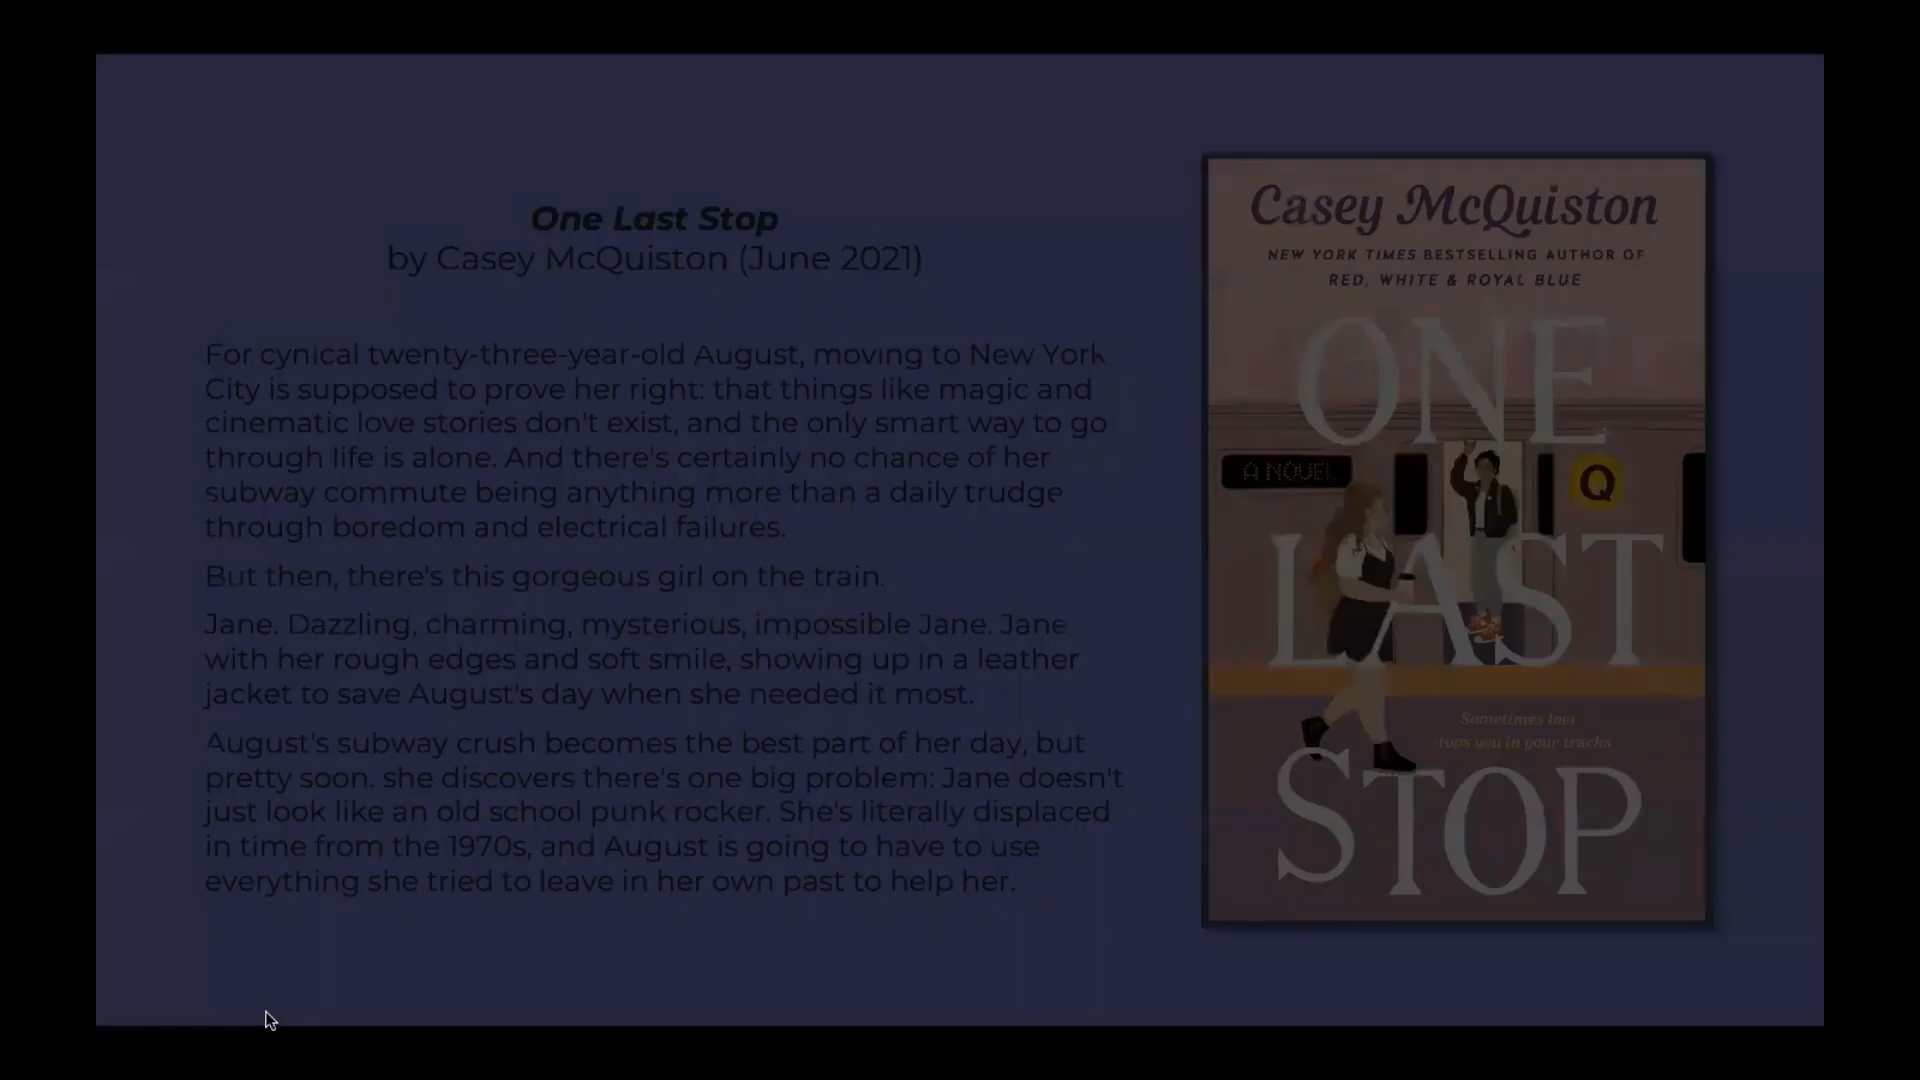 One Last Stop
by Casey McQuiston (June 2021)
For cynical twenty-three-year-old August, moving to New York
City is supposed to prove her right: that things like magic and
cinematic love stories don't exist, and the only smart way to go
through life is alone. And there's certainly no chance of her
subway commute being anything more than a daily trudge
through boredom and electrical failures.
But then, there's this gorgeous girl on the train.
Jane. Dazzling, charming, mysterious, impossible Jane. Jane
with her rough edges and soft smile, showing up in a leather
jacket to save August's day when she needed it most.
August's subway crush becomes the best part of her day, but
pretty soon, she discovers there's one big problem: Jane doesn't
just look like an old school punk rocker. She's literally displaced
in time from the 1970s, and August is going to have to use
everything she tried to leave in her own past to help her.
Casey McQuiston
NEW YORK TIMES BESTSELLING AUTHOR OF
RED, WHITE & ROYAL BLUE
ONE
A NOVEL
Q
LAST
Sometimes love
stops you in your tracks
STOP